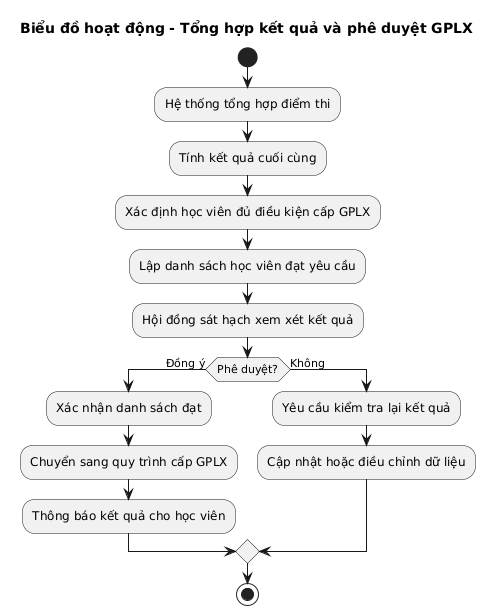 Biểu đồ hoạt động - Tổng hợp kết quả và phê duyệt GPLX
Hệ thống tổng hợp điểm thi
Tính kết quả cuối cùng
Xác định học viên đủ điều kiện cấp GPLX
Lập danh sách học viên đạt yêu cầu
Hội đồng sát hạch xem xét kết quả
Phê duyệt?
Đồng ý
Không
Xác nhận danh sách đạt
Chuyển sang quy trình cấp GPLX
Thông báo kết quả cho học viên
Yêu cầu kiểm tra lại kết quả
Cập nhật hoặc điều chỉnh dữ liệu